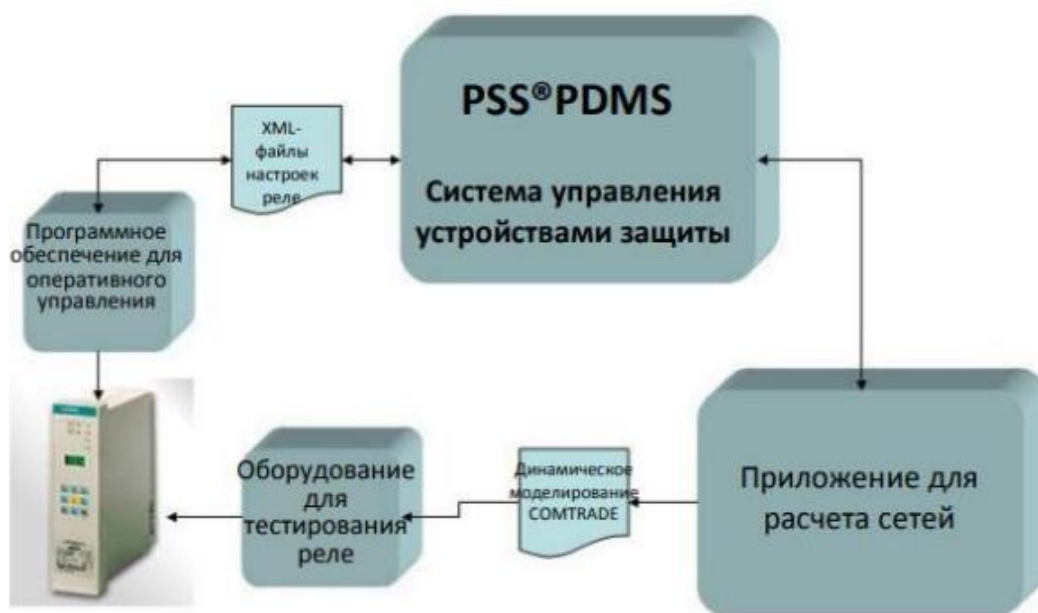 PSS®PDMS
Система управления
устройствами защиты
XML-
файлы
настроек
реле
Программное
обеспечение для
оперативного
управления
Оборудование
для
тестирования
реле
Динамическое
моделирование
COMTRADE
Приложение для
расчета сетей